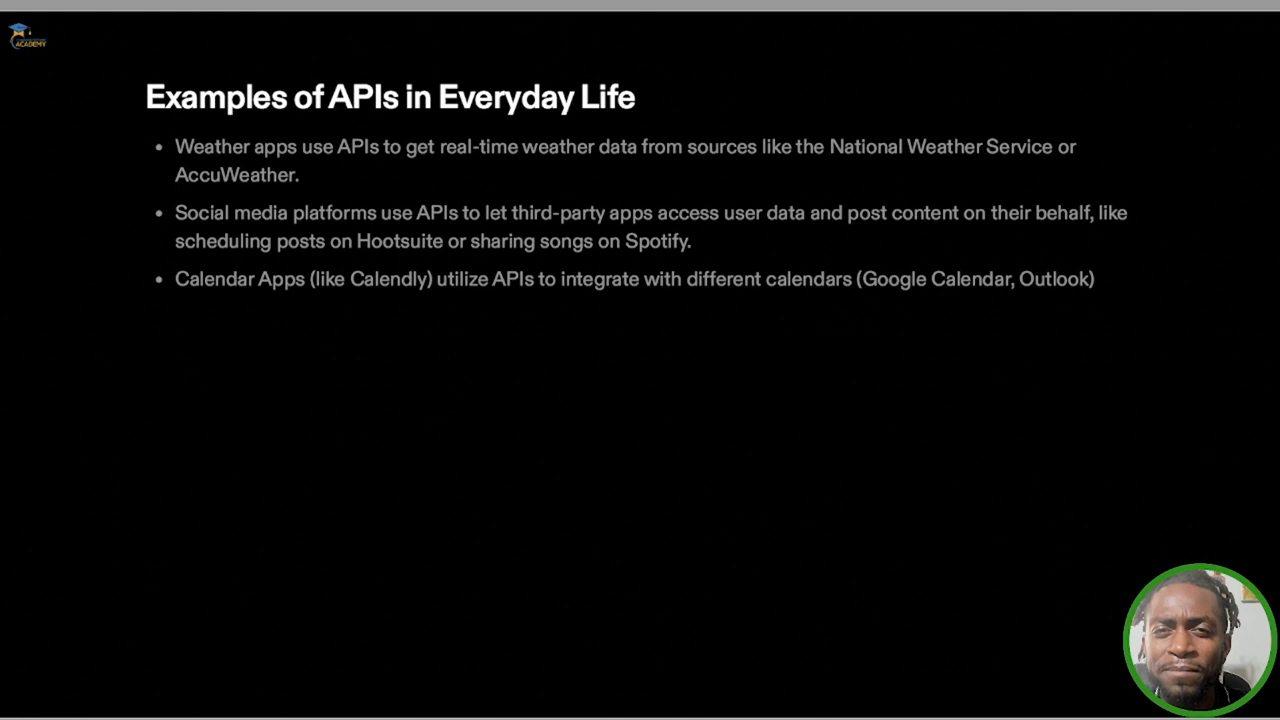 ACADEMY
Examples of APIs in Everyday Life
• Weather apps use APIs to get real-time weather data from sources like the National Weather Service or
AccuWeather.
• Social media platforms use APIs to let third-party apps access user data and post content on their behalf, like
scheduling posts on Hootsuite or sharing songs on Spotify.
• Calendar Apps (like Calendly) utilize APIs to integrate with different calendars (Google Calendar, Outlook)